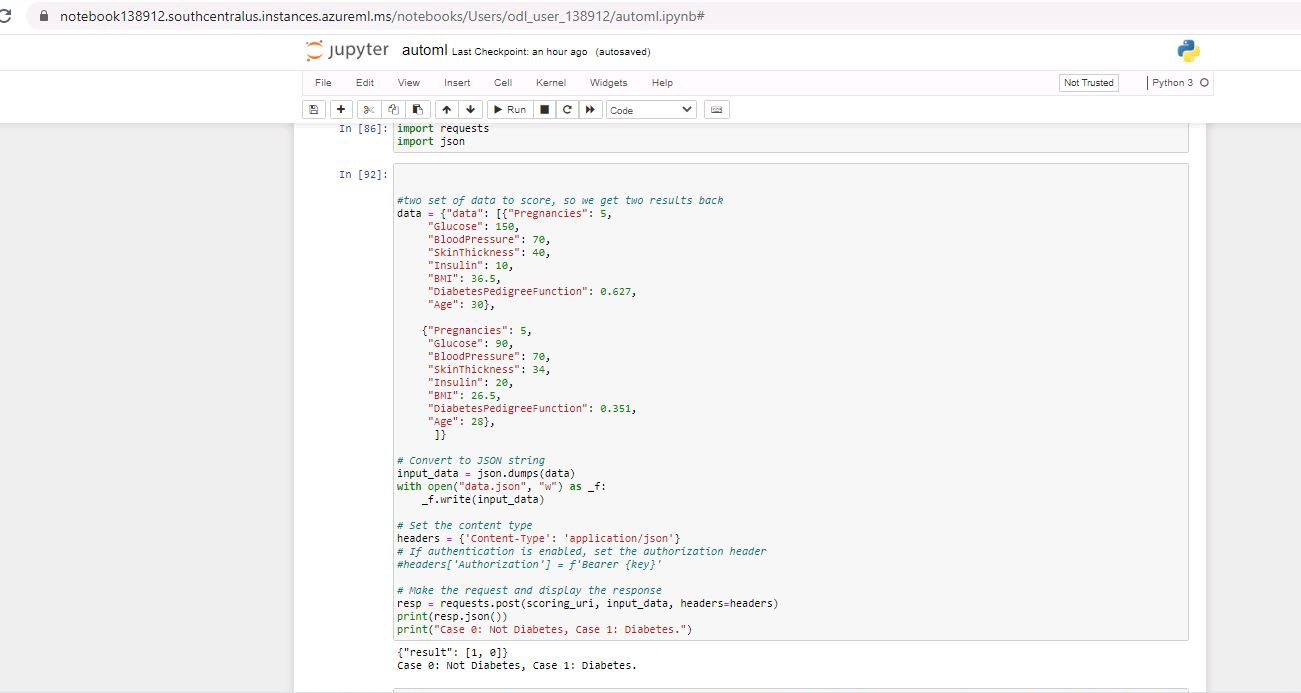 notebook138912.southcentralus.instances.azureml.ms/notebooks/Users/odl_user_138912/automl.ipynb#
jupyter automl Last Checkpoint: an hour ago (autosaved)
File Edit View Insert Cell Kernel Widgets Help Not Trusted Python 3
Run Code
In [86]: import requests
import json
In [92]:
#two set of data to score, so we get two results back
data = {"data": [{"Pregnancies": 5,
"Glucose": 150,
"BloodPressure": 70,
"SkinThickness": 40,
"Insulin": 10,
"BMI": 36.5,
"DiabetesPedigreeFunction": 0.627,
"Age": 30},
{"Pregnancies": 5,
"Glucose": 90,
"BloodPressure": 70,
"SkinThickness": 34,
"Insulin": 20,
"BMI": 26.5,
"DiabetesPedigreeFunction": 0.351,
"Age": 28},
]}
# Convert to JSON string
input_data = json.dumps(data)
with open("data.json", "w") as _f:
_f.write(input_data)
# Set the content type
headers = {'Content-Type': 'application/json'}
# If authentication is enabled, set the authorization header
#headers['Authorization'] = f'Bearer {key}'
# Make the request and display the response
resp = requests.post(scoring_uri, input_data, headers=headers)
print(resp.json())
print("Case 0: Not Diabetes, Case 1: Diabetes.")
{"result": [1, 0]}
Case 0: Not Diabetes, Case 1: Diabetes.